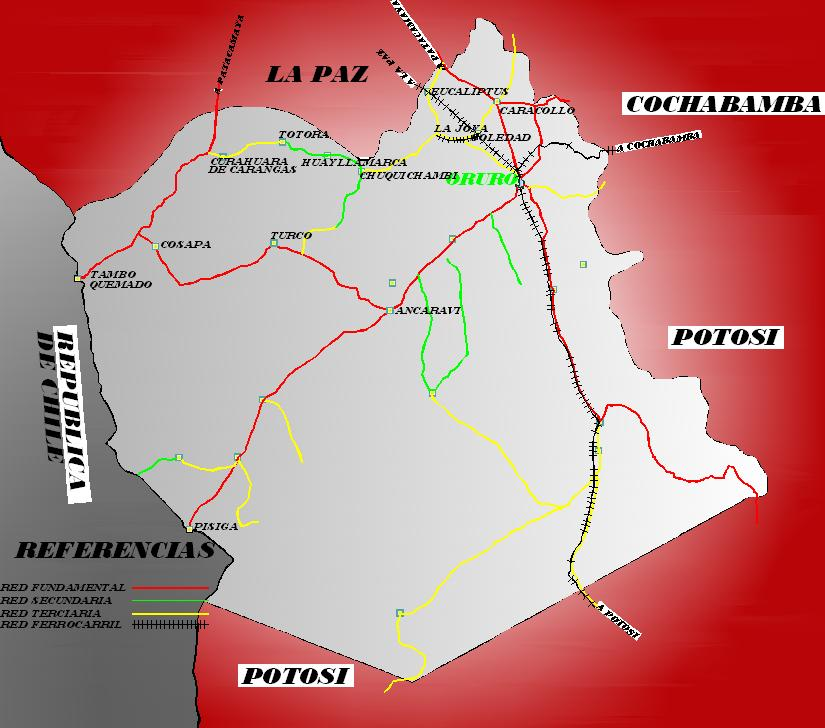 A PATACAMAYA
A PATACAMAYA
A LA PAZ
LA PAZ
EUCALIPTUS
CARACOLLO
COCHABAMBA
TOTORA
LA JOYA
SOLEDAD
A COCHABAMBA
CURAHUARA
DE CARANGAS
HUAYLLAMARCA
CHUQUICHAMBI
ORURO
COSAPA
TURCO
TAMBO
QUEMADO
ANCARAVI
POTOSI
REPUBLICA
DE CHILE
PISIGA
REFERENCIAS
RED FUNDAMENTAL
RED SECUNDARIA
RED TERCIARIA
RED FERROCARRIL
A POTOSI
POTOSI